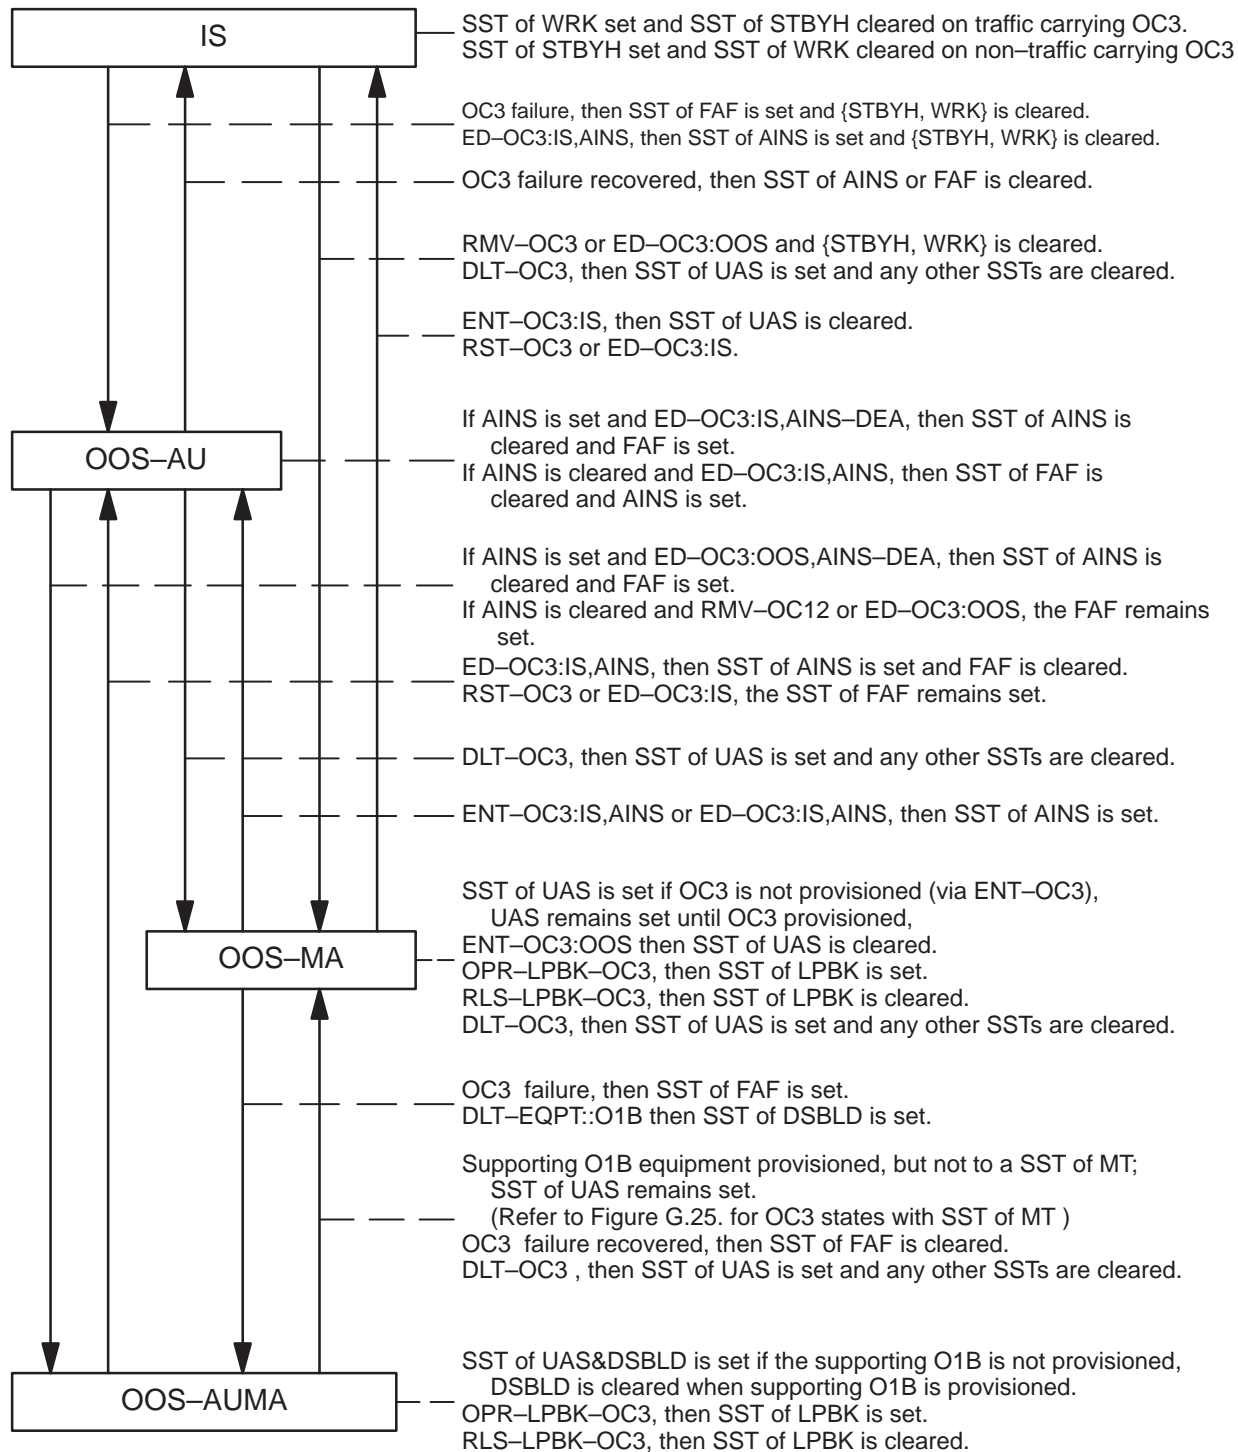 IS
SST of WRK set and SST of STBYH cleared on traffic carrying OC3.
SST of STBYH set and SST of WRK cleared on non–traffic carrying OC3
OC3 failure, then SST of FAF is set and {STBYH, WRK} is cleared.
ED–OC3:IS,AINS, then SST of AINS is set and {STBYH, WRK} is cleared.
OC3 failure recovered, then SST of AINS or FAF is cleared.
RMV–OC3 or ED–OC3:OOS and {STBYH, WRK} is cleared.
DLT–OC3, then SST of UAS is set and any other SSTs are cleared.
ENT–OC3:IS, then SST of UAS is cleared.
RST–OC3 or ED–OC3:IS.
OOS–AU
If AINS is set and ED–OC3:IS,AINS–DEA, then SST of AINS is
cleared and FAF is set.
If AINS is cleared and ED–OC3:IS,AINS, then SST of FAF is
cleared and AINS is set.
If AINS is set and ED–OC3:OOS,AINS–DEA, then SST of AINS is
cleared and FAF is set.
If AINS is cleared and RMV–OC12 or ED–OC3:OOS, the FAF remains
set.
ED–OC3:IS,AINS, then SST of AINS is set and FAF is cleared.
RST–OC3 or ED–OC3:IS, the SST of FAF remains set.
DLT–OC3, then SST of UAS is set and any other SSTs are cleared.
ENT–OC3:IS,AINS or ED–OC3:IS,AINS, then SST of AINS is set.
OOS–MA
SST of UAS is set if OC3 is not provisioned (via ENT–OC3),
UAS remains set until OC3 provisioned,
ENT–OC3:OOS then SST of UAS is cleared.
OPR–LPBK–OC3, then SST of LPBK is set.
RLS–LPBK–OC3, then SST of LPBK is cleared.
DLT–OC3, then SST of UAS is set and any other SSTs are cleared.
OC3 failure, then SST of FAF is set.
DLT–EQPT::O1B then SST of DSBLD is set.
Supporting O1B equipment provisioned, but not to a SST of MT;
SST of UAS remains set.
(Refer to Figure G.25. for OC3 states with SST of MT )
OC3 failure recovered, then SST of FAF is cleared.
DLT–OC3 , then SST of UAS is set and any other SSTs are cleared.
OOS–AUMA
SST of UAS&DSBLD is set if the supporting O1B is not provisioned,
DSBLD is cleared when supporting O1B is provisioned.
OPR–LPBK–OC3, then SST of LPBK is set.
RLS–LPBK–OC3, then SST of LPBK is cleared.